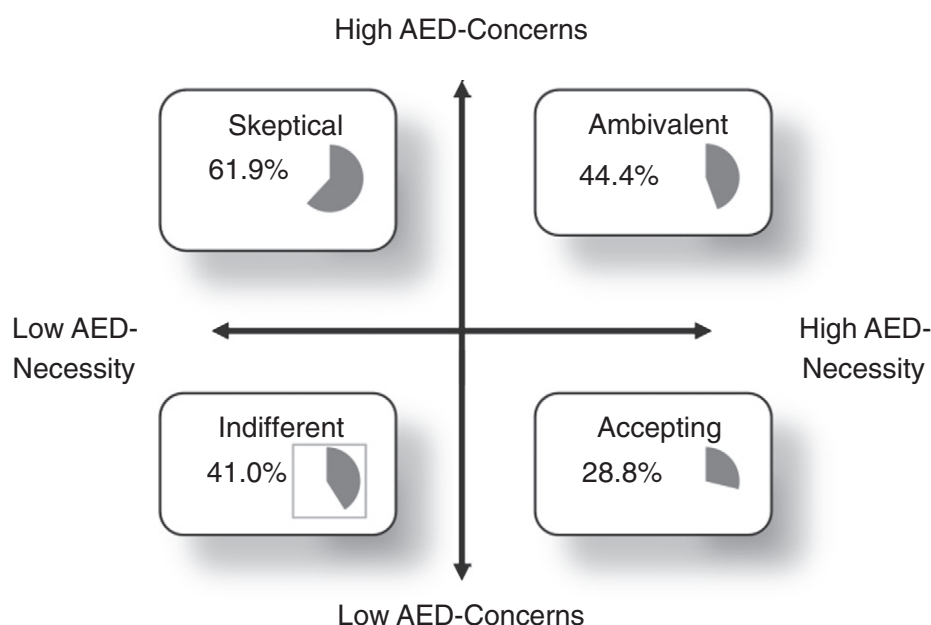 High AED-Concerns
Skeptical
61.9%
Ambivalent
44.4%
Low AED-
Necessity
High AED-
Necessity
Indifferent
41.0%
Accepting
28.8%
Low AED-Concerns